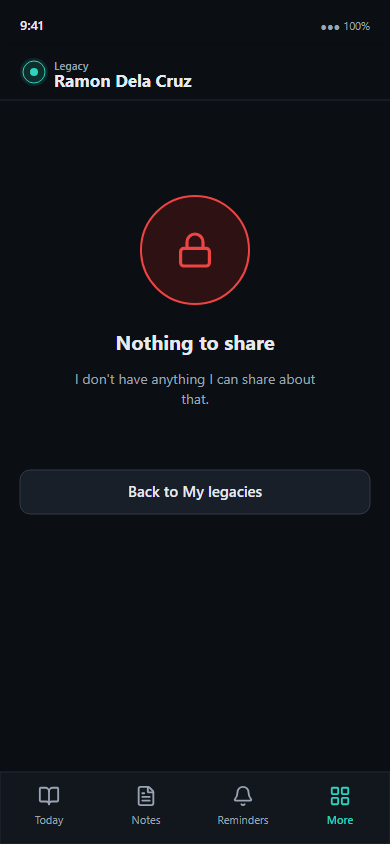 9:41
100%
Legacy
Ramon Dela Cruz
Nothing to share
I don't have anything I can share about
that.
Back to My legacies
Today
Notes
Reminders
More